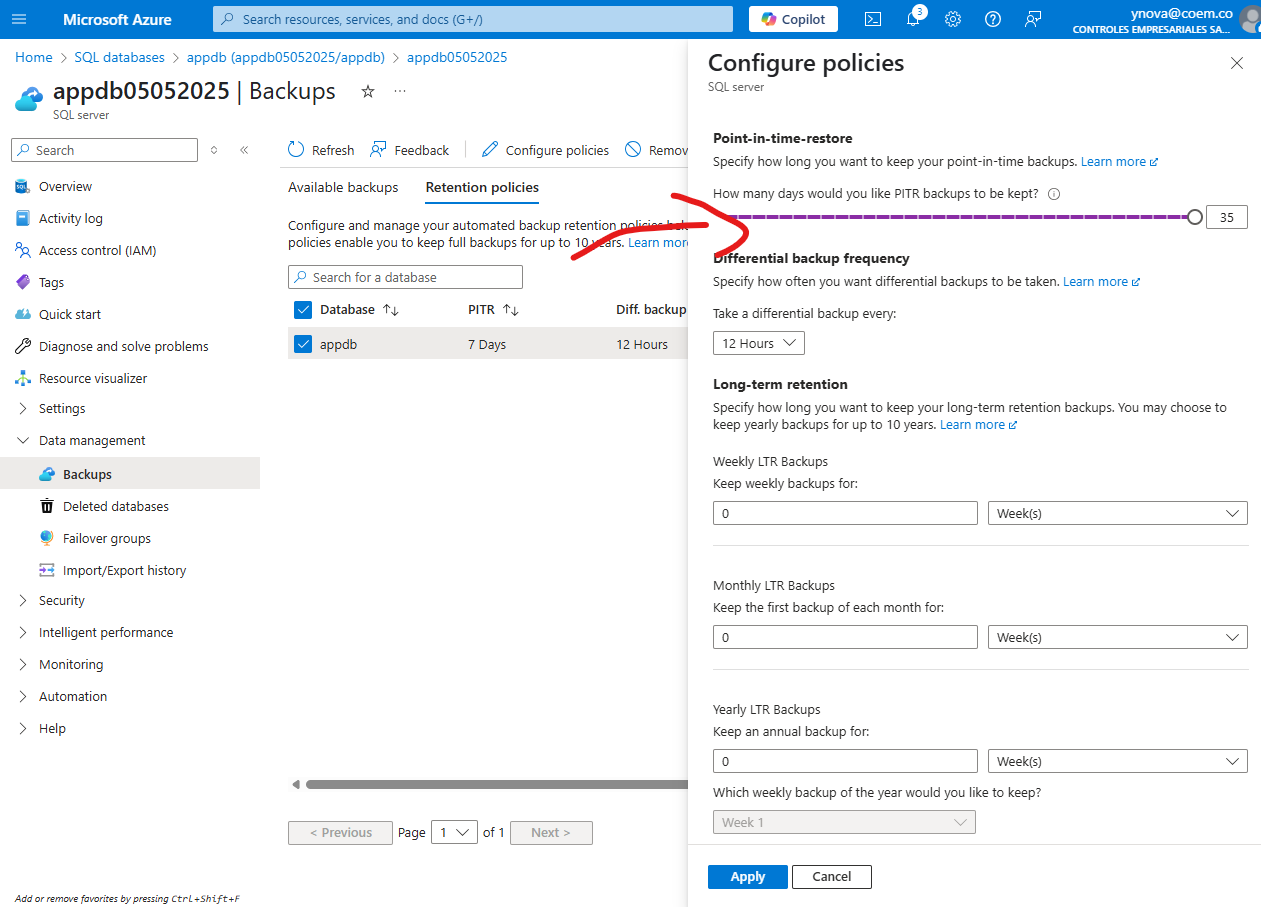 Microsoft Azure
Search resources, services, and docs (G+/)
Copilot
3
ynova@coem.co
CONTROLES EMPRESARIALES SA...
Home > SQL databases > appdb (appdb05052025/appdb) > appdb05052025
appdb05052025 | Backups
SQL server
Search
Overview
Activity log
Access control (IAM)
Tags
Quick start
Diagnose and solve problems
Resource visualizer
Settings
Data management
Backups
Deleted databases
Failover groups
Import/Export history
Security
Intelligent performance
Monitoring
Automation
Help
Add or remove favorites by pressing Ctrl+Shift+F
Refresh Feedback Configure policies Remov
Available backups Retention policies
Configure and manage your automated backup retention policies bel
policies enable you to keep full backups for up to 10 years. Learn more
Search for a database
Database PITR Diff. backup
appdb 7 Days 12 Hours
< Previous Page 1 of 1 Next >
Configure policies
SQL server
Point-in-time-restore
Specify how long you want to keep your point-in-time backups. Learn more
How many days would you like PITR backups to be kept?
35
Differential backup frequency
Specify how often you want differential backups to be taken. Learn more
Take a differential backup every:
12 Hours
Long-term retention
Specify how long you want to keep your long-term retention backups. You may choose to
keep yearly backups for up to 10 years. Learn more
Weekly LTR Backups
Keep weekly backups for:
0 Week(s)
Monthly LTR Backups
Keep the first backup of each month for:
0 Week(s)
Yearly LTR Backups
Keep an annual backup for:
0 Week(s)
Which weekly backup of the year would you like to keep?
Week 1
Apply Cancel